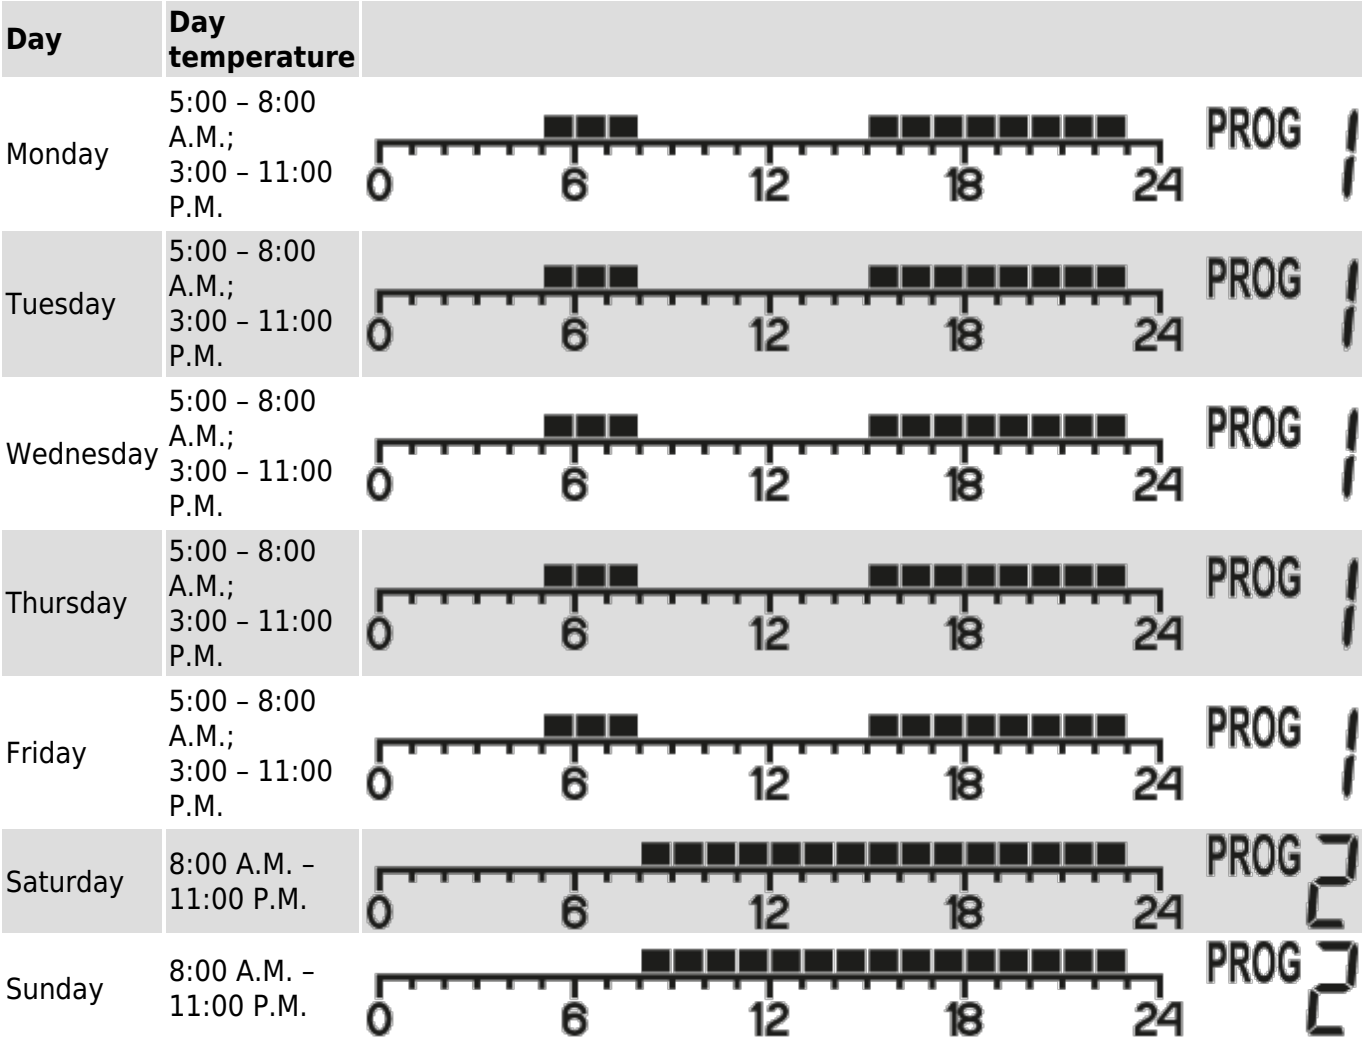 Day
Day
temperature
Monday
5:00 – 8:00
A.M.;
3:00 – 11:00
P.M.
PROG 1
0 6 12 18 24
Tuesday
5:00 – 8:00
A.M.;
3:00 – 11:00
P.M.
PROG 1
0 6 12 18 24
Wednesday
5:00 – 8:00
A.M.;
3:00 – 11:00
P.M.
PROG 1
0 6 12 18 24
Thursday
5:00 – 8:00
A.M.;
3:00 – 11:00
P.M.
PROG 1
0 6 12 18 24
Friday
5:00 – 8:00
A.M.;
3:00 – 11:00
P.M.
PROG 1
0 6 12 18 24
Saturday
8:00 A.M. –
11:00 P.M.
PROG 2
0 6 12 18 24
Sunday
8:00 A.M. –
11:00 P.M.
PROG 2
0 6 12 18 24